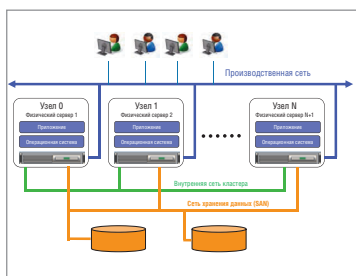 Производственная сеть
Узел 0
Физический сервер 1
Приложение
Операционная система
Узел 1
Физический сервер 2
Приложение
Операционная система
Узел N
Физический сервер N+1
Приложение
Операционная система
Внутренняя сеть кластера
Сеть хранения данных (SAN)